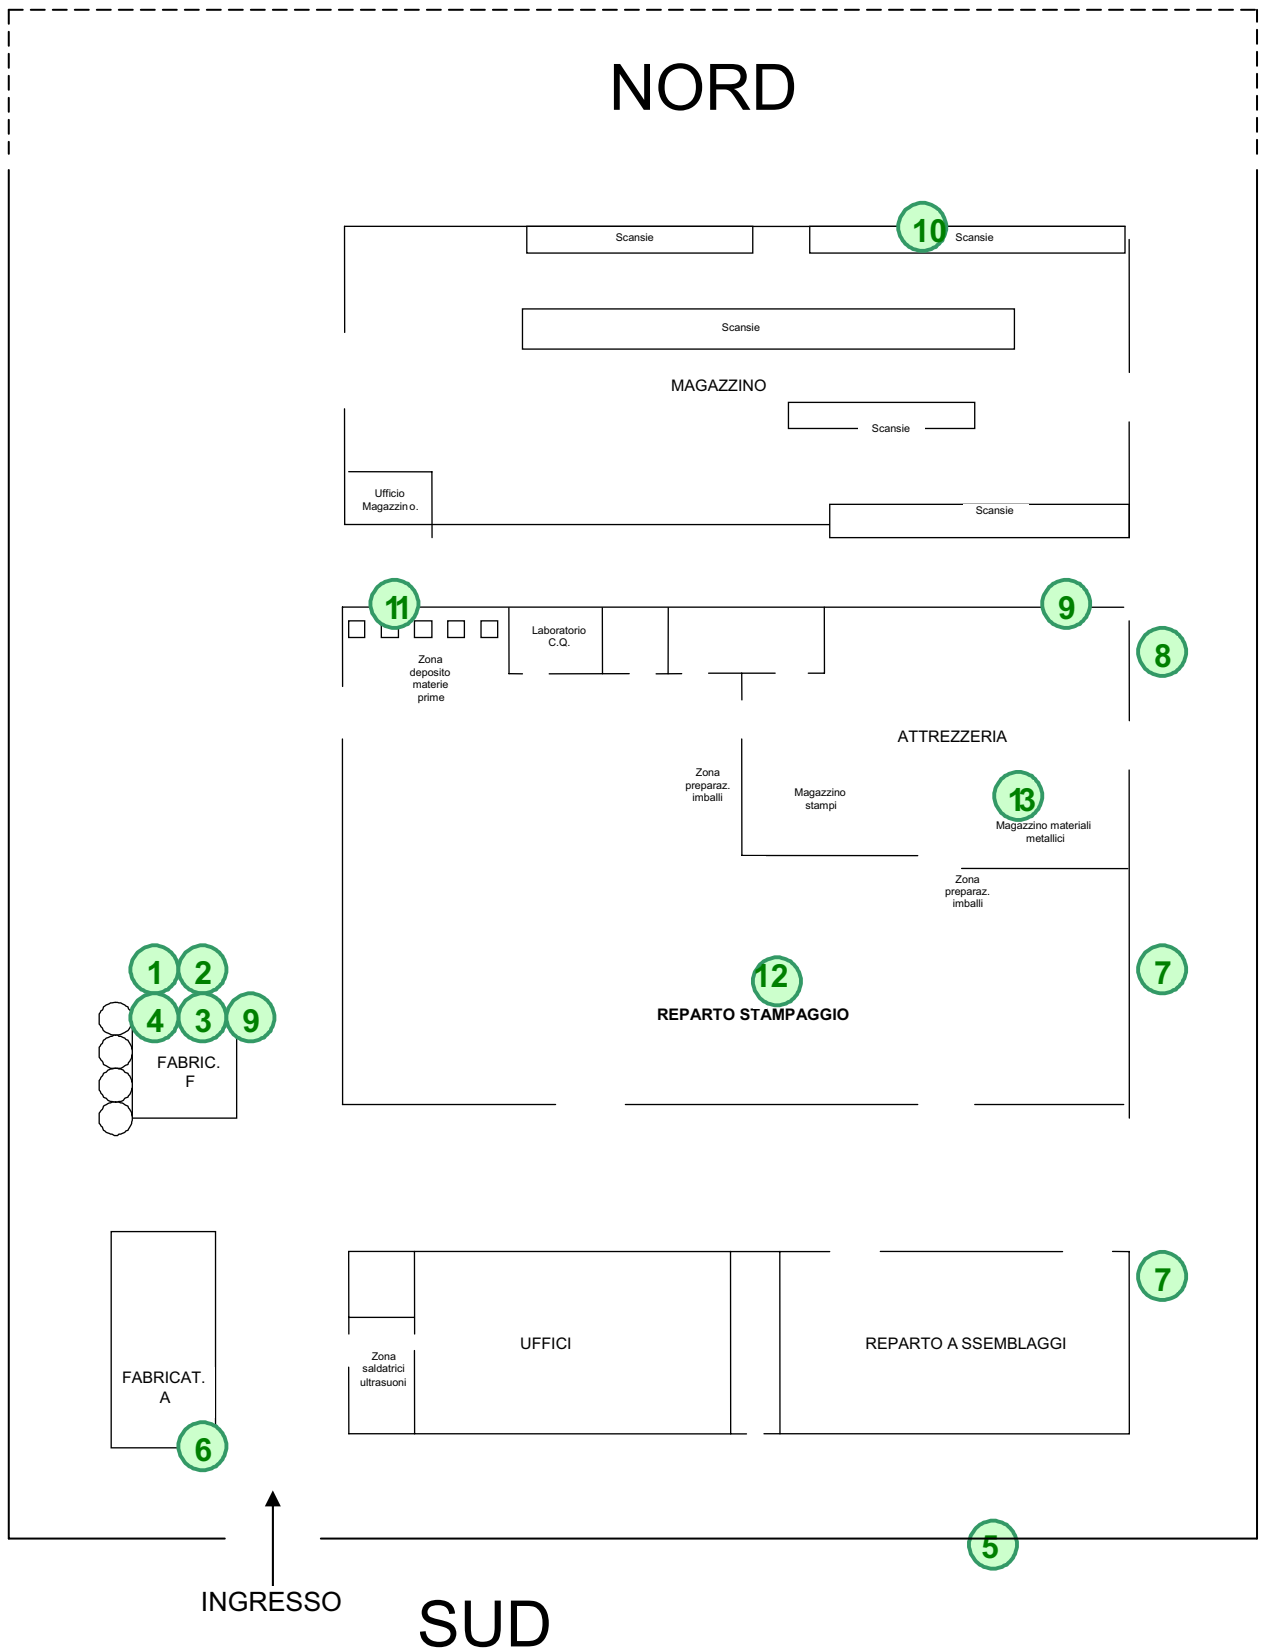 NORD
10
Scansie
Scansie
Scansie
MAGAZZINO
Scansie
Ufficio
Magazzino.
Scansie
11
9
Laboratorio
C.Q.
8
Zona
deposito
materie
prime
ATTREZZERIA
Zona
preparaz.
imballi
Magazzino
stampi
13
Magazzino materiali
metallici
Zona
preparaz.
imballi
1
2
12
7
4
3
9
REPARTO STAMPAGGIO
FABRIC.
F
7
UFFICI
REPARTO A SSEMBLAGGI
Zona
saldatrici
ultrasuoni
FABRICAT.
A
6
5
INGRESSO
SUD